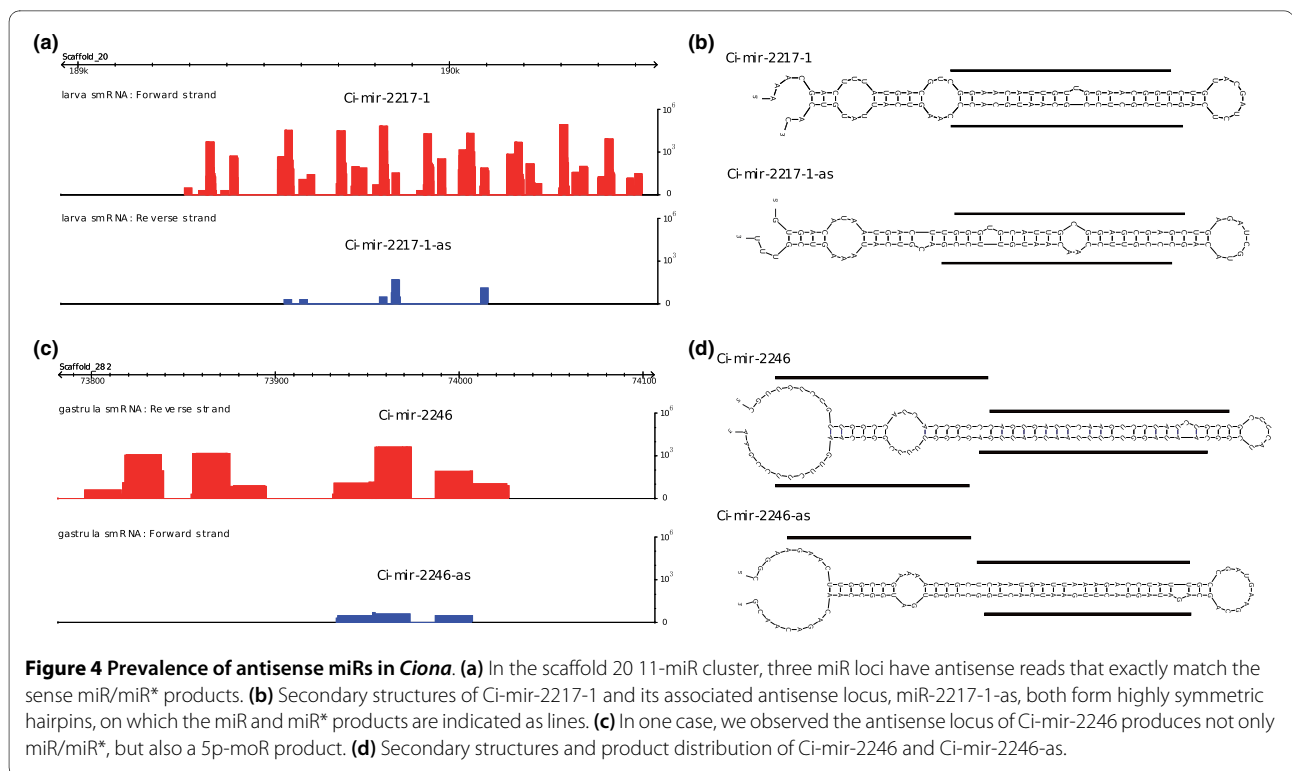 (a)
Scaffold_20
189k 190k
larva smRNA: Forward strand
Ci-mir-2217-1
10^6
10^3
0
larva smRNA: Reverse strand
Ci-mir-2217-1-as
10^6
10^3
0
(b)
Ci-mir-2217-1
Ci-mir-2217-1-as
(c)
Scaffold_282
73800 73900 74000 74100
gastrula smRNA: Reverse strand
Ci-mir-2246
10^6
10^3
0
gastrula smRNA: Forward strand
Ci-mir-2246-as
10^6
10^3
0
(d)
Ci-mir-2246
Ci-mir-2246-as
Figure 4 Prevalence of antisense miRs in Ciona. (a) In the scaffold 20 11-miR cluster, three miR loci have antisense reads that exactly match the
sense miR/miR* products. (b) Secondary structures of Ci-mir-2217-1 and its associated antisense locus, miR-2217-1-as, both form highly symmetric
hairpins, on which the miR and miR* products are indicated as lines. (c) In one case, we observed the antisense locus of Ci-mir-2246 produces not only
miR/miR*, but also a 5p-moR product. (d) Secondary structures and product distribution of Ci-mir-2246 and Ci-mir-2246-as.